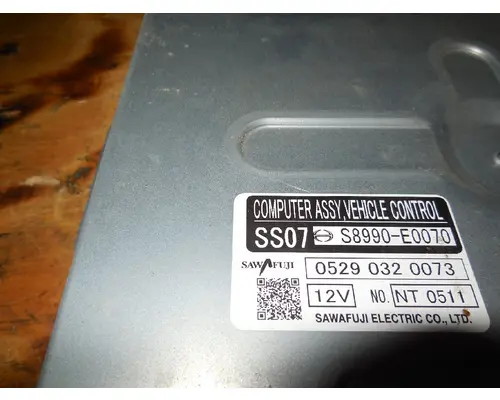 COMPUTER ASSY,VEHICLE CONTROL
SS07 S8990-E0070
SAWAFUJI 0529 032 0073
12V NO. NT 0511
SAWAFUJI ELECTRIC CO., LTD.